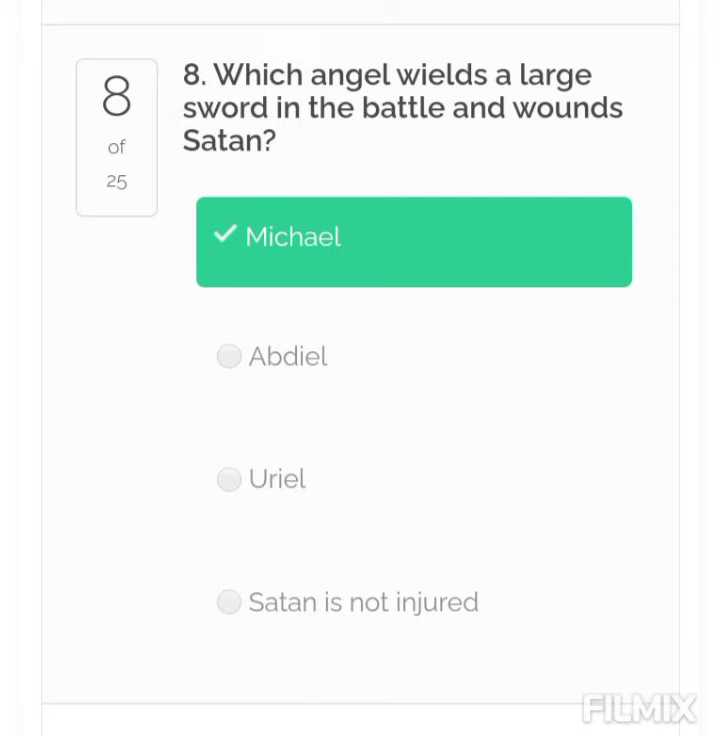 8
of
25
8. Which angel wields a large
sword in the battle and wounds
Satan?
Michael
Abdiel
Uriel
Satan is not injured
FILMIX